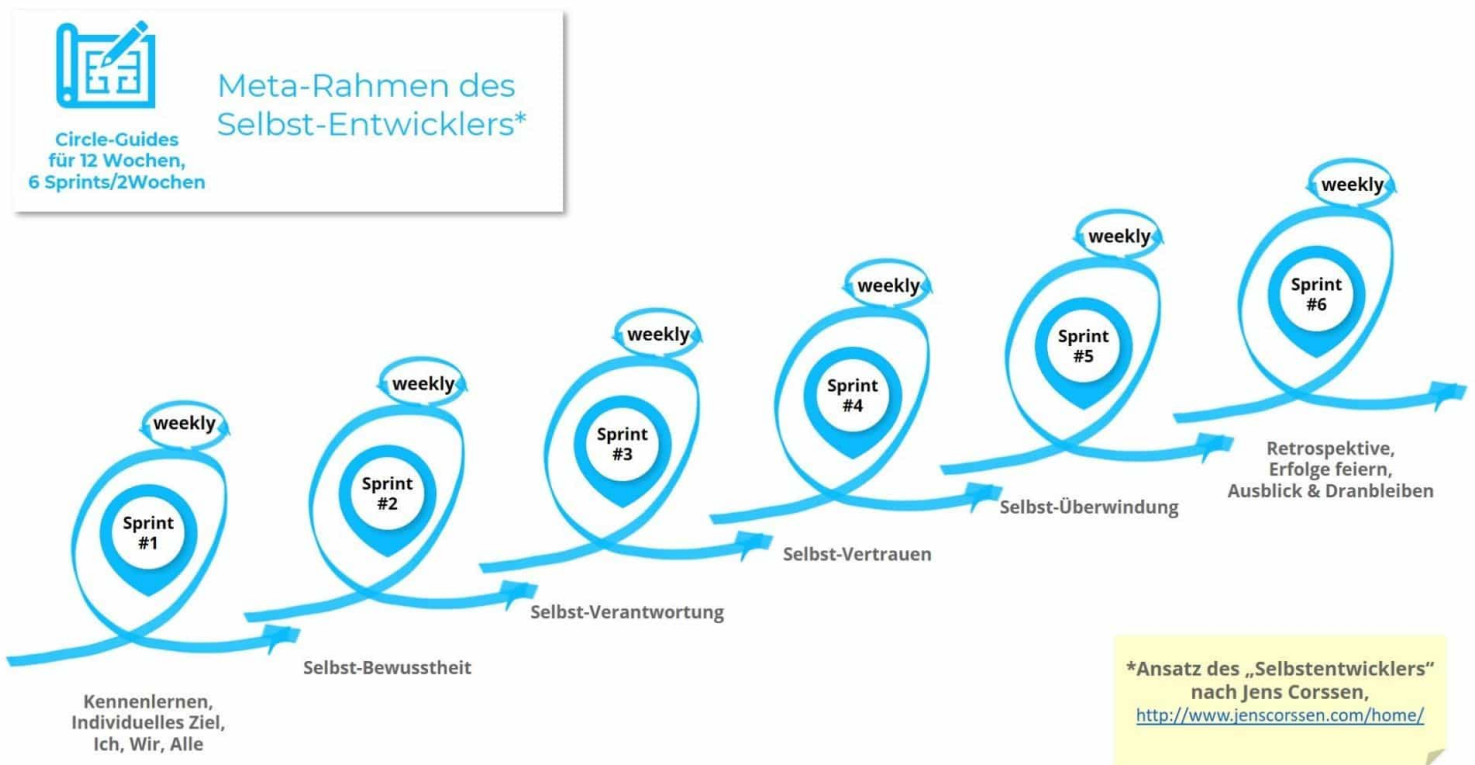 Meta-Rahmen des
Selbst-Entwicklers*
Circle-Guides
für 12 Wochen,
6 Sprints/2Wochen
weekly
Sprint
#1
Kennenlernen,
Individuelles Ziel,
Ich, Wir, Alle
weekly
Sprint
#2
Selbst-Bewusstheit
weekly
Sprint
#3
Selbst-Verantwortung
weekly
Sprint
#4
Selbst-Vertrauen
weekly
Sprint
#5
Selbst-Überwindung
weekly
Sprint
#6
Retrospektive,
Erfolge feiern,
Ausblick & Dranbleiben
*Ansatz des „Selbstentwicklers“
nach Jens Corssen,
http://www.jenscorssen.com/home/